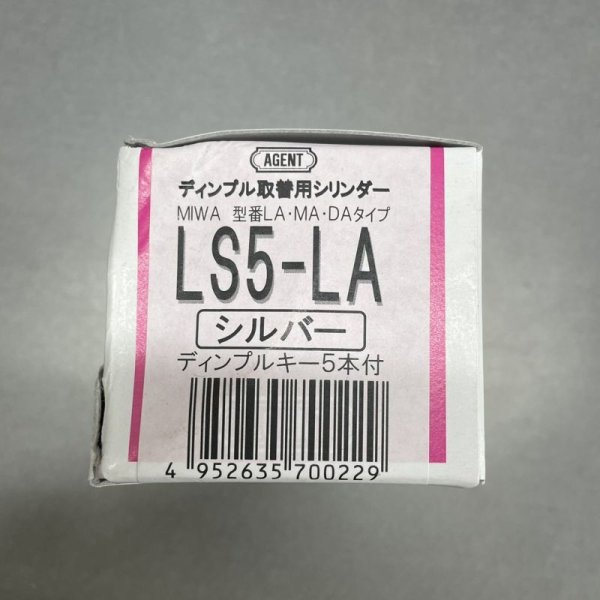 AGENT
ディンプル取替用シリンダー
MIWA 型番LA・MA・DAタイプ
LS5-LA
シルバー
ディンプルキー5本付
4 952635 700229